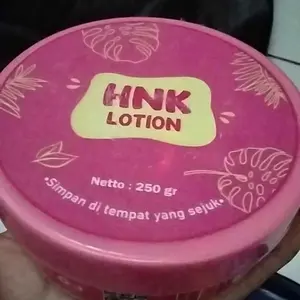 HNK
LOTION
Netto : 250 gr
•Simpan di tempat yang sejuk•